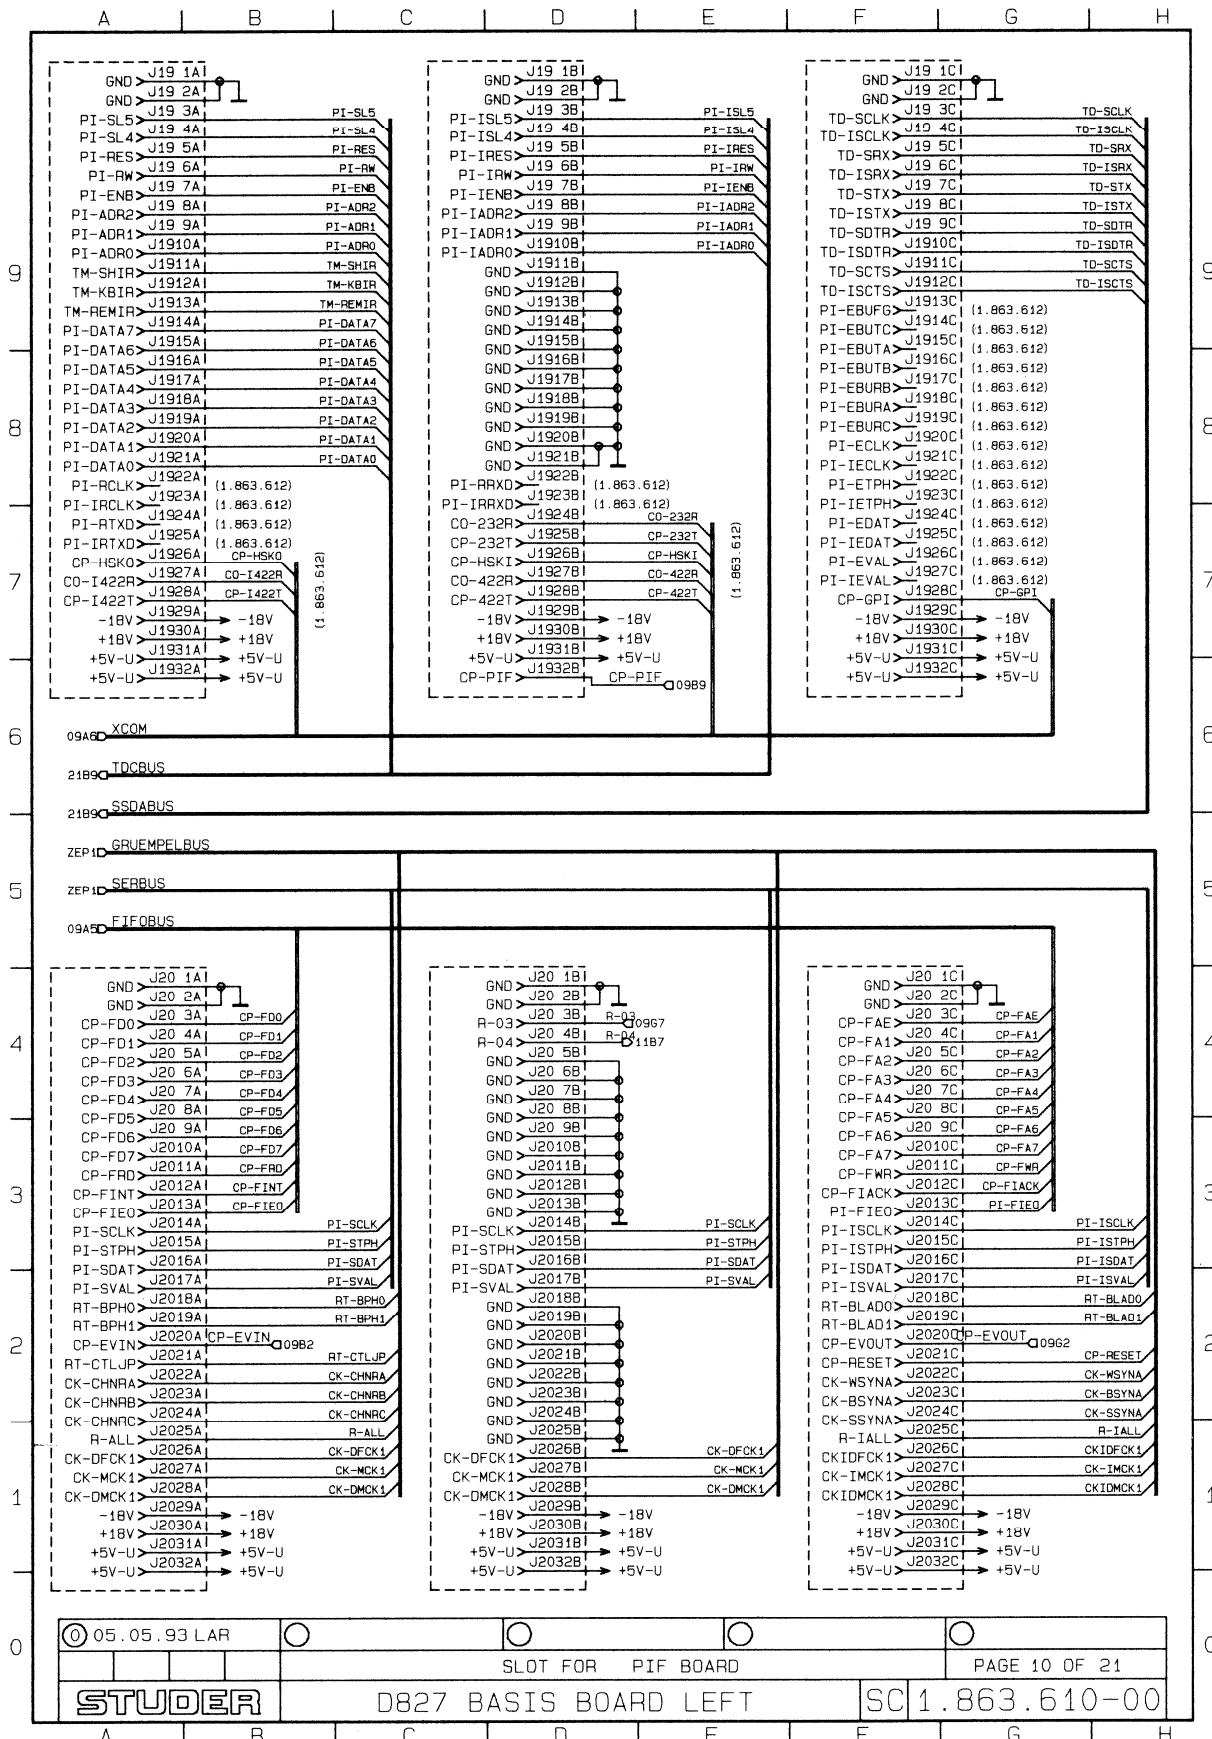 A B C D E F G H
GND J19 1A
GND J19 2A
PI-SL5 J19 3A PI-SL5
PI-SL4 J19 4A PI-SL4
PI-RES J19 5A PI-RES
PI-RW J19 6A PI-RW
PI-ENB J19 7A PI-ENB
PI-ADR2 J19 8A PI-ADR2
PI-ADR1 J19 9A PI-ADR1
PI-ADR0 J1910A PI-ADR0
TM-SHIR J1911A TM-SHIR
TM-KBIR J1912A TM-KBIR
TM-REMIR J1913A TM-REMIR
PI-DATA7 J1914A PI-DATA7
PI-DATA6 J1915A PI-DATA6
PI-DATA5 J1916A PI-DATA5
PI-DATA4 J1917A PI-DATA4
PI-DATA3 J1918A PI-DATA3
PI-DATA2 J1919A PI-DATA2
PI-DATA1 J1920A PI-DATA1
PI-DATA0 J1921A PI-DATA0
PI-RCLK J1922A (1.863.612)
PI-IRCLK J1923A (1.863.612)
PI-RTXD J1924A (1.863.612)
PI-IRTXD J1925A (1.863.612)
CP-HSKO J1926A CP-HSKO
CO-I422R J1927A CO-I422R
CP-I422T J1928A CP-I422T
-18V J1929A -18V
+18V J1930A +18V
+5V-U J1931A +5V-U
+5V-U J1932A +5V-U
(1.863.612)
GND J19 1B
GND J19 2B
PI-ISL5 J19 3B PI-ISL5
PI-ISL4 J19 4B PI-ISL4
PI-IRES J19 5B PI-IRES
PI-IRW J19 6B PI-IRW
PI-IENB J19 7B PI-IENB
PI-IADR2 J19 8B PI-IADR2
PI-IADR1 J19 9B PI-IADR1
PI-IADR0 J1910B PI-IADR0
GND J1911B
GND J1912B
GND J1913B
GND J1914B
GND J1915B
GND J1916B
GND J1917B
GND J1918B
GND J1919B
GND J1920B
GND J1921B
PI-RRXD J1922B (1.863.612)
PI-IRRXD J1923B (1.863.612)
CO-232R J1924B CO-232R
CP-232T J1925B CP-232T
CP-HSKI J1926B CP-HSKI
CO-422R J1927B CO-422R
CP-422T J1928B CP-422T
-18V J1929B -18V
+18V J1930B +18V
+5V-U J1931B +5V-U
CP-PIF J1932B CP-PIF 09B9
(1.863.612)
GND J19 1C
GND J19 2C
TD-SCLK J19 3C TD-SCLK
TD-ISCLK J19 4C TD-ISCLK
TD-SRX J19 5C TD-SRX
TD-ISRX J19 6C TD-ISRX
TD-STX J19 7C TD-STX
TD-ISTX J19 8C TD-ISTX
TD-SDTR J19 9C TD-SDTR
TD-ISDTR J1910C TD-ISDTR
TD-SCTS J1911C TD-SCTS
TD-ISCTS J1912C TD-ISCTS
PI-EBUFG J1913C (1.863.612)
PI-EBUTC J1914C (1.863.612)
PI-EBUTA J1915C (1.863.612)
PI-EBUTB J1916C (1.863.612)
PI-EBURB J1917C (1.863.612)
PI-EBURA J1918C (1.863.612)
PI-EBURC J1919C (1.863.612)
PI-ECLK J1920C (1.863.612)
PI-IECLK J1921C (1.863.612)
PI-ETPH J1922C (1.863.612)
PI-IETPH J1923C (1.863.612)
PI-EDAT J1924C (1.863.612)
PI-IEDAT J1925C (1.863.612)
PI-EVAL J1926C (1.863.612)
PI-IEVAL J1927C (1.863.612)
CP-GPI J1928C CP-GPI
-18V J1929C -18V
+18V J1930C +18V
+5V-U J1931C +5V-U
+5V-U J1932C +5V-U
9 9
8 8
7 7
6 6
5 5
4 4
3 3
2 2
1 1
0 0
09A6 XCOM
21B9 TDCBUS
21B9 SSDABUS
ZEP1 GRUEMPELBUS
ZEP1 SERBUS
09A5 FIFOBUS
GND J20 1A
GND J20 2A
CP-FD0 J20 3A CP-FD0
CP-FD1 J20 4A CP-FD1
CP-FD2 J20 5A CP-FD2
CP-FD3 J20 6A CP-FD3
CP-FD4 J20 7A CP-FD4
CP-FD5 J20 8A CP-FD5
CP-FD6 J20 9A CP-FD6
CP-FD7 J2010A CP-FD7
CP-FRD J2011A CP-FRD
CP-FINT J2012A CP-FINT
CP-FIEO J2013A CP-FIEO
PI-SCLK J2014A PI-SCLK
PI-STPH J2015A PI-STPH
PI-SDAT J2016A PI-SDAT
PI-SVAL J2017A PI-SVAL
RT-BPH0 J2018A RT-BPH0
RT-BPH1 J2019A RT-BPH1
CP-EVIN J2020A CP-EVIN 09B2
RT-CTLJP J2021A RT-CTLJP
CK-CHNRA J2022A CK-CHNRA
CK-CHNRB J2023A CK-CHNRB
CK-CHNRC J2024A CK-CHNRC
R-ALL J2025A R-ALL
CK-DFCK1 J2026A CK-DFCK1
CK-MCK1 J2027A CK-MCK1
CK-DMCK1 J2028A CK-DMCK1
-18V J2029A -18V
+18V J2030A +18V
+5V-U J2031A +5V-U
+5V-U J2032A +5V-U
GND J20 1B
GND J20 2B
R-03 J20 3B R-03 09G7
R-04 J20 4B R-04 11B7
GND J20 5B
GND J20 6B
GND J20 7B
GND J20 8B
GND J20 9B
GND J2010B
GND J2011B
GND J2012B
GND J2013B
PI-SCLK J2014B PI-SCLK
PI-STPH J2015B PI-STPH
PI-SDAT J2016B PI-SDAT
PI-SVAL J2017B PI-SVAL
GND J2018B
GND J2019B
GND J2020B
GND J2021B
GND J2022B
GND J2023B
GND J2024B
GND J2025B
CK-DFCK1 J2026B CK-DFCK1
CK-MCK1 J2027B CK-MCK1
CK-DMCK1 J2028B CK-DMCK1
-18V J2029B -18V
+18V J2030B +18V
+5V-U J2031B +5V-U
+5V-U J2032B +5V-U
GND J20 1C
GND J20 2C
CP-FAE J20 3C CP-FAE
CP-FA1 J20 4C CP-FA1
CP-FA2 J20 5C CP-FA2
CP-FA3 J20 6C CP-FA3
CP-FA4 J20 7C CP-FA4
CP-FA5 J20 8C CP-FA5
CP-FA6 J20 9C CP-FA6
CP-FA7 J2010C CP-FA7
CP-FWR J2011C CP-FWR
CP-FIACK J2012C CP-FIACK
PI-FIEO J2013C PI-FIEO
PI-ISCLK J2014C PI-ISCLK
PI-ISTPH J2015C PI-ISTPH
PI-ISDAT J2016C PI-ISDAT
PI-ISVAL J2017C PI-ISVAL
RT-BLAD0 J2018C RT-BLAD0
RT-BLAD1 J2019C RT-BLAD1
CP-EVOUT J2020C CP-EVOUT 09G2
CP-RESET J2021C CP-RESET
CK-WSYNA J2022C CK-WSYNA
CK-BSYNA J2023C CK-BSYNA
CK-SSYNA J2024C CK-SSYNA
R-IALL J2025C R-IALL
CKIDFCK1 J2026C CKIDFCK1
CK-IMCK1 J2027C CK-IMCK1
CKIDMCK1 J2028C CKIDMCK1
-18V J2029C -18V
+18V J2030C +18V
+5V-U J2031C +5V-U
+5V-U J2032C +5V-U
0 05.05.93 LAR
SLOT FOR PIF BOARD PAGE 10 OF 21
STUDER D827 BASIS BOARD LEFT SC 1.863.610-00
A B C D E F G H